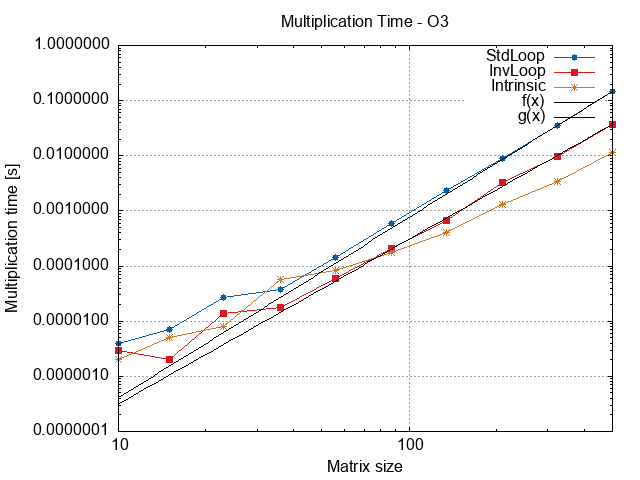 Multiplication Time - O3
1.0000000
0.1000000
0.0100000
0.0010000
0.0001000
0.0000100
0.0000010
0.0000001
Multiplication time [s]
StdLoop
InvLoop
Intrinsic
f(x)
g(x)
10
100
Matrix size